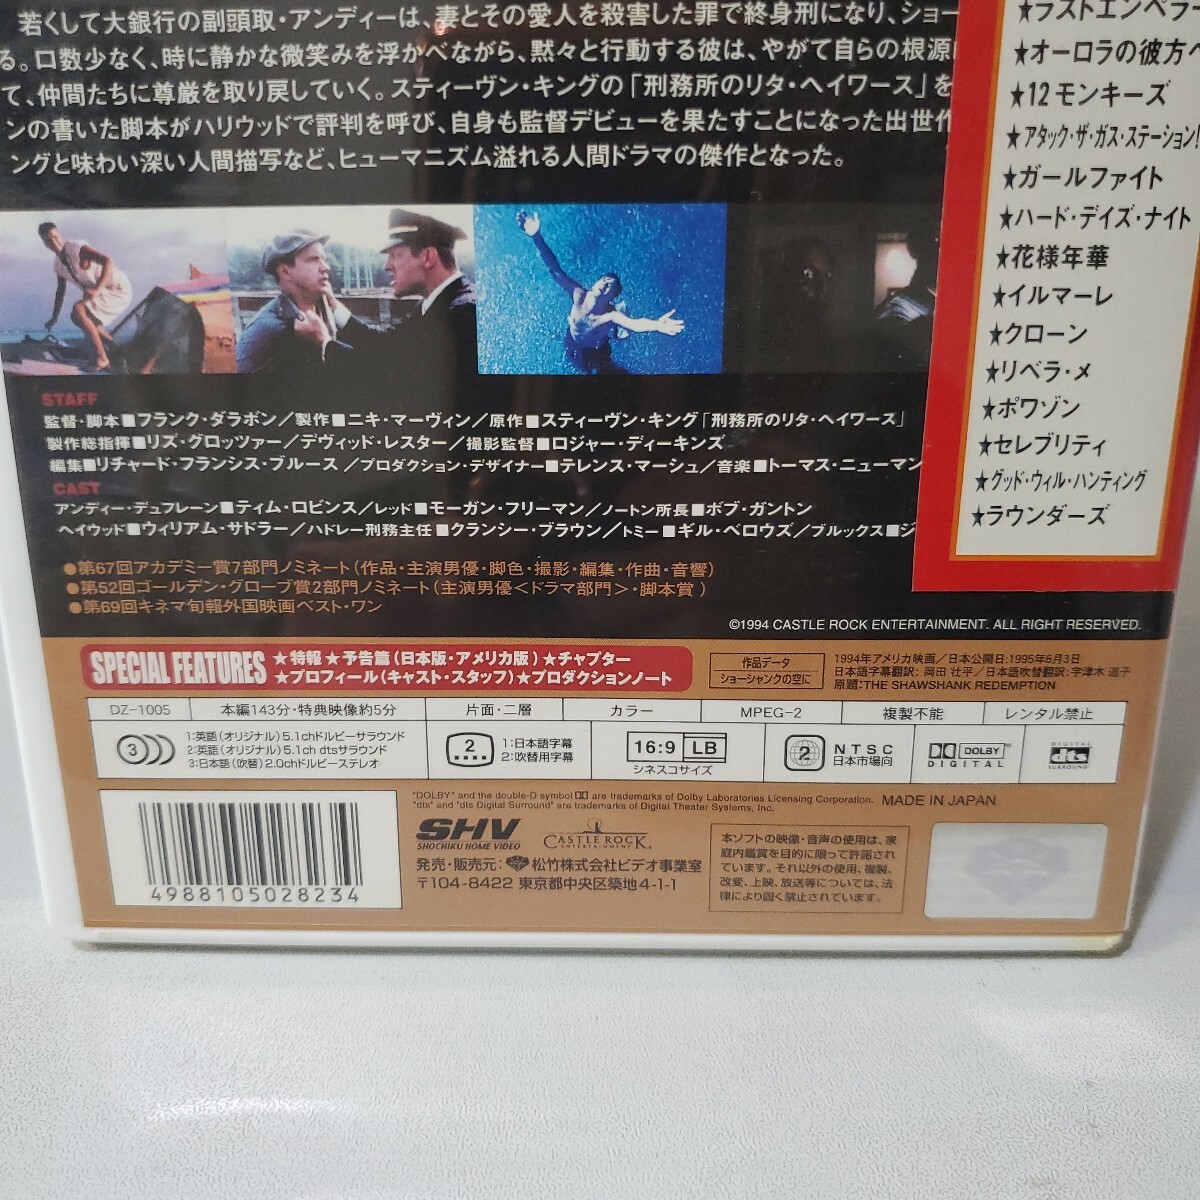 若くして大銀行の副頭取・アンディーは、妻とその愛人を殺害した罪で終身刑になり、ショー
る。口数少なく、時に静かな微笑みを浮かべながら、黙々と行動する彼は、やがて自らの根源
て、仲間たちに尊厳を取り戻していく。スティーヴン・キングの「刑務所のリタ・ヘイワース」を
ンの書いた脚本がハリウッドで評判を呼び、自身も監督デビューを果たすことになった出世作
ングと味わい深い人間描写など、ヒューマニズム溢れる人間ドラマの傑作となった。
★ラストエンペラー
★オーロラの彼方へ
★12モンキーズ
★アタック・ザ・ガス・ステーション!
★ガールファイト
★ハード・デイズ・ナイト
★花様年華
★イルマーレ
★クローン
★リベラ・メ
★ポワゾン
★セレブリティ
★グッド・ウィル・ハンティング
★ラウンダーズ
STAFF
監督・脚本■フランク・ダラボン/製作■ニキ・マーヴィン/原作■スティーヴン・キング「刑務所のリタ・ヘイワース」
製作総指揮■リズ・グロッツァー/デヴィッド・レスター/撮影監督■ロジャー・ディーキンズ
編集■リチャード・フランシス・ブルース/プロダクション・デザイナー■テレンス・マーシュ/音楽■トーマス・ニューマン
CAST
アンディー・デュフレーン■ティム・ロビンス/レッド■モーガン・フリーマン/ノートン所長■ボブ・ガントン
ヘイウッド■ウィリアム・サドラー/ハドレー刑務主任■クランシー・ブラウン/トミー■ギル・ベロウズ/ブルックス■ジ
●第67回アカデミー賞7部門ノミネート(作品・主演男優・脚色・撮影・編集・作曲・音響)
●第52回ゴールデン・グローブ賞2部門ノミネート(主演男優<ドラマ部門>・脚本賞)
●第69回キネマ旬報外国映画ベスト・ワン
©1994 CASTLE ROCK ENTERTAINMENT. ALL RIGHT RESERVED.
SPECIAL FEATURES ★特報★予告篇(日本版・アメリカ版)★チャプター
★プロフィール(キャスト・スタッフ)★プロダクションノート
作品データ
ショーシャンクの空に
1994年アメリカ映画/日本公開日:1995年6月3日
日本語字幕翻訳:岡田 壮平/日本語吹替翻訳:宇津木 道子
原題:THE SHAWSHANK REDEMPTION
DZ-1005 本編143分・特典映像約5分 片面・二層 カラー MPEG-2 複製不能 レンタル禁止
3
1:英語(オリジナル)5.1chドルビーサラウンド
2:英語(オリジナル)5.1ch dtsサラウンド
3:日本語(吹替)2.0chドルビーステレオ
2
1:日本語字幕
2:吹替用字幕
16:9 LB
シネスコサイズ
2
NTSC
日本市場向
DOLBY
DIGITAL
DIGITAL
dts
SURROUND
"DOLBY" and the double-D symbol are trademarks of Dolby Laboratories Licensing Corporation.
"dts" and "dts Digital Surround" are trademarks of Digital Theater Systems, Inc.
MADE IN JAPAN
4988105028234
SHV
SHOCHIKU HOME VIDEO
CASTLE ROCK
ENTERTAINMENT
発売・販売元: 松竹株式会社ビデオ事業室
〒104-8422 東京都中央区築地4-1-1
本ソフトの映像・音声の使用は、家
庭内鑑賞を目的に限って許諾され
ています。それ以外の使用、複製、
改変、上映、放送等については、法
律により固く禁止されています。